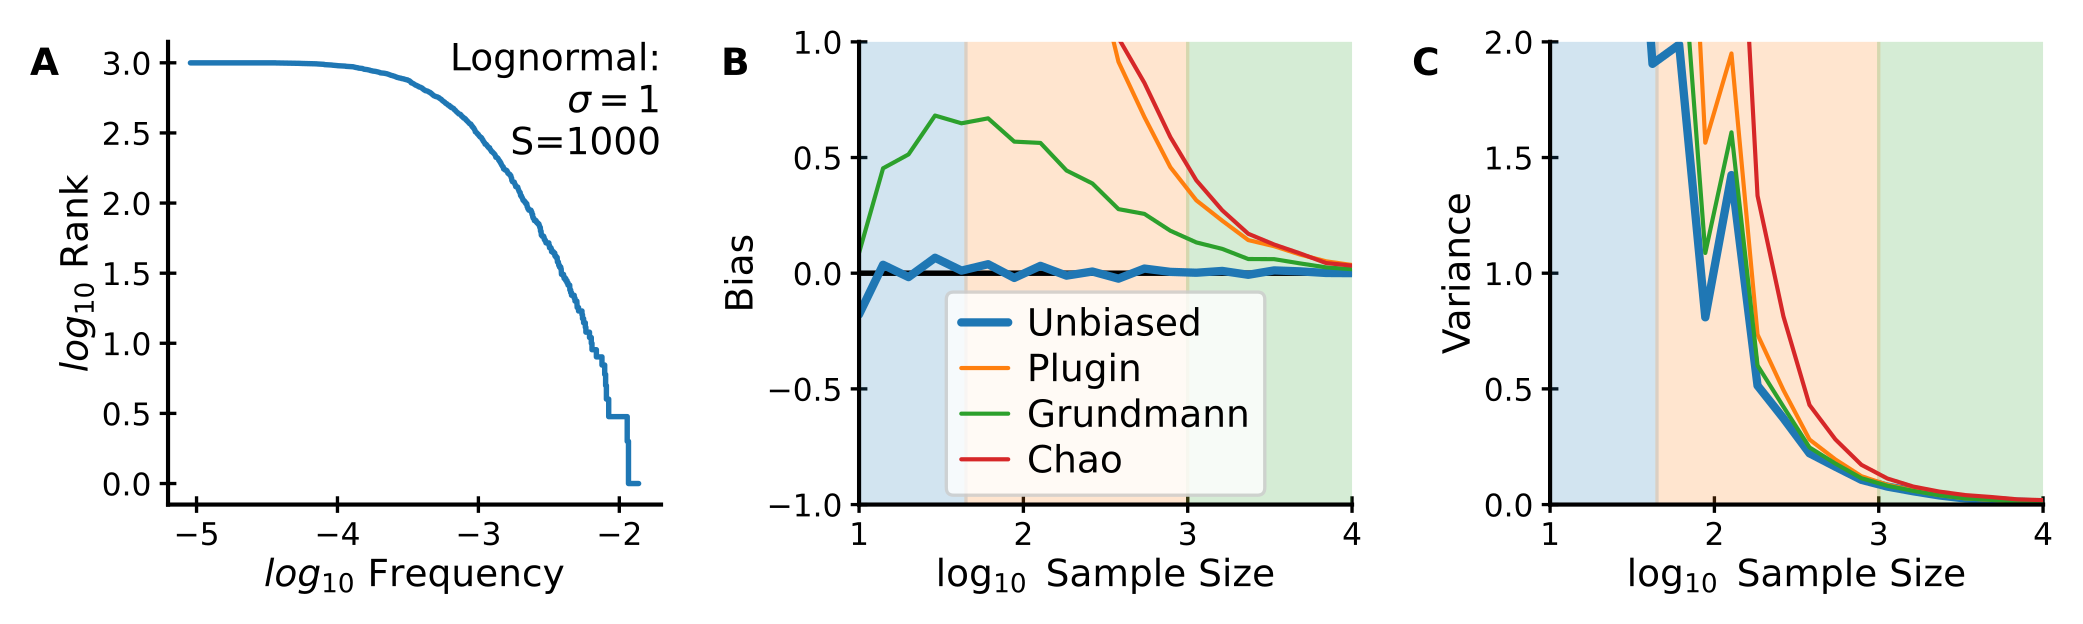 A
Lognormal:
σ = 1
S=1000
3.0
2.5
2.0
1.5
1.0
0.5
0.0
log10 Rank
−5 −4 −3 −2
log10 Frequency
B
1.0
0.5
0.0
−0.5
−1.0
Bias
Unbiased
Plugin
Grundmann
Chao
1 2 3 4
log10 Sample Size
C
2.0
1.5
1.0
0.5
0.0
Variance
1 2 3 4
log10 Sample Size